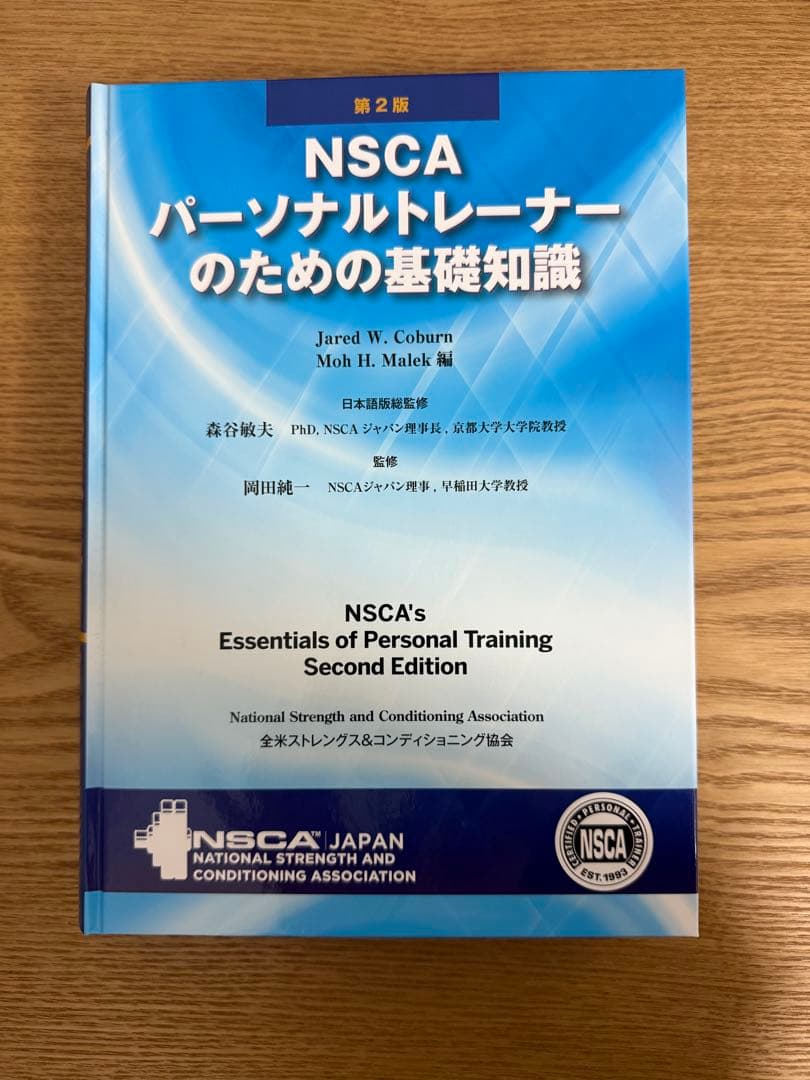 第2版
NSCA
パーソナルトレーナー
のための基礎知識
Jared W. Coburn
Moh H. Malek 編
日本語版総監修
森谷敏夫 PhD, NSCA ジャパン理事長, 京都大学大学院教授
監修
岡田純一 NSCAジャパン理事, 早稲田大学教授
NSCA's
Essentials of Personal Training
Second Edition
National Strength and Conditioning Association
全米ストレングス&コンディショニング協会
NSCA™ JAPAN
NATIONAL STRENGTH AND
CONDITIONING ASSOCIATION
CERTIFIED • PERSONAL • TRAINER
NSCA
EST. 1993